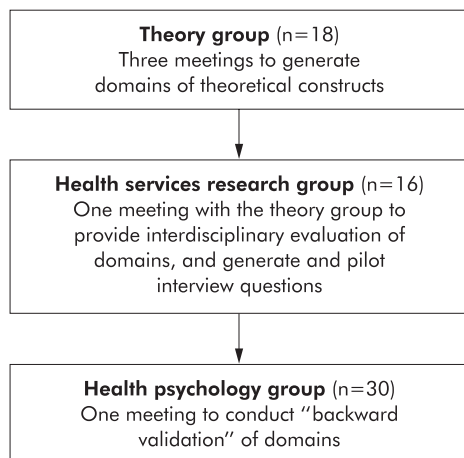 Theory group (n=18)
Three meetings to generate
domains of theoretical constructs
Health services research group (n=16)
One meeting with the theory group to
provide interdisciplinary evaluation of
domains, and generate and pilot
interview questions
Health psychology group (n=30)
One meeting to conduct “backward
validation” of domains